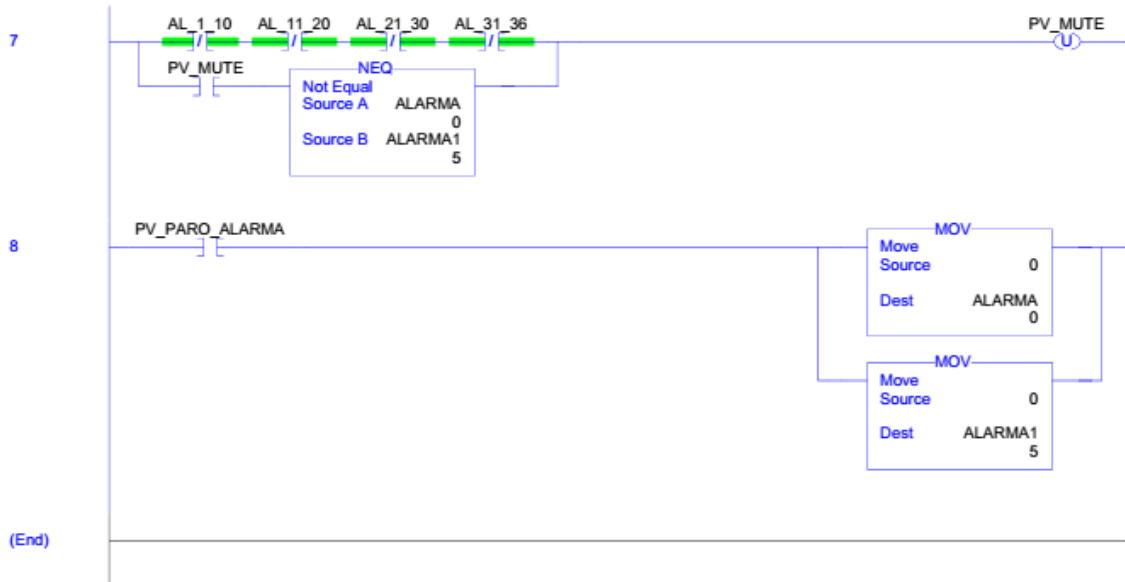 AL_1_10 AL_11_20 AL_21_30 AL_31_36 PV_MUTE
7 / / / / U
PV_MUTE NEQ
Not Equal
Source A ALARMA
0
Source B ALARMA1
5
PV_PARO_ALARMA
8
MOV
Move
Source 0
Dest ALARMA
0
MOV
Move
Source 0
Dest ALARMA1
5
(End)